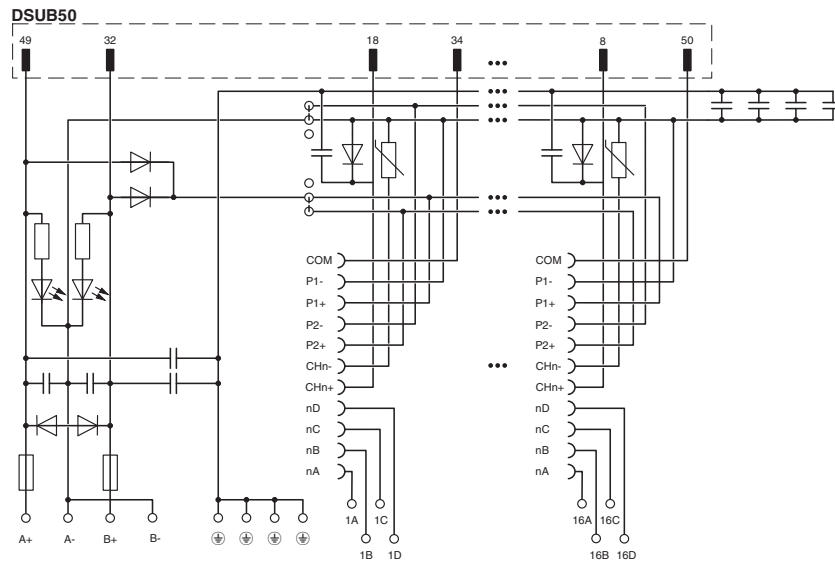 DSUB50
49 32 18 34 ••• 8 50
•••
•••
•••
•••
•••
COM COM
P1- P1-
P1+ P1+
P2- P2-
P2+ P2+
CHn- ••• CHn-
CHn+ CHn+
nD nD
nC nC
nB nB
nA nA
1A 1C 16A 16C
A+ A- B+ B-
1B 1D 16B 16D